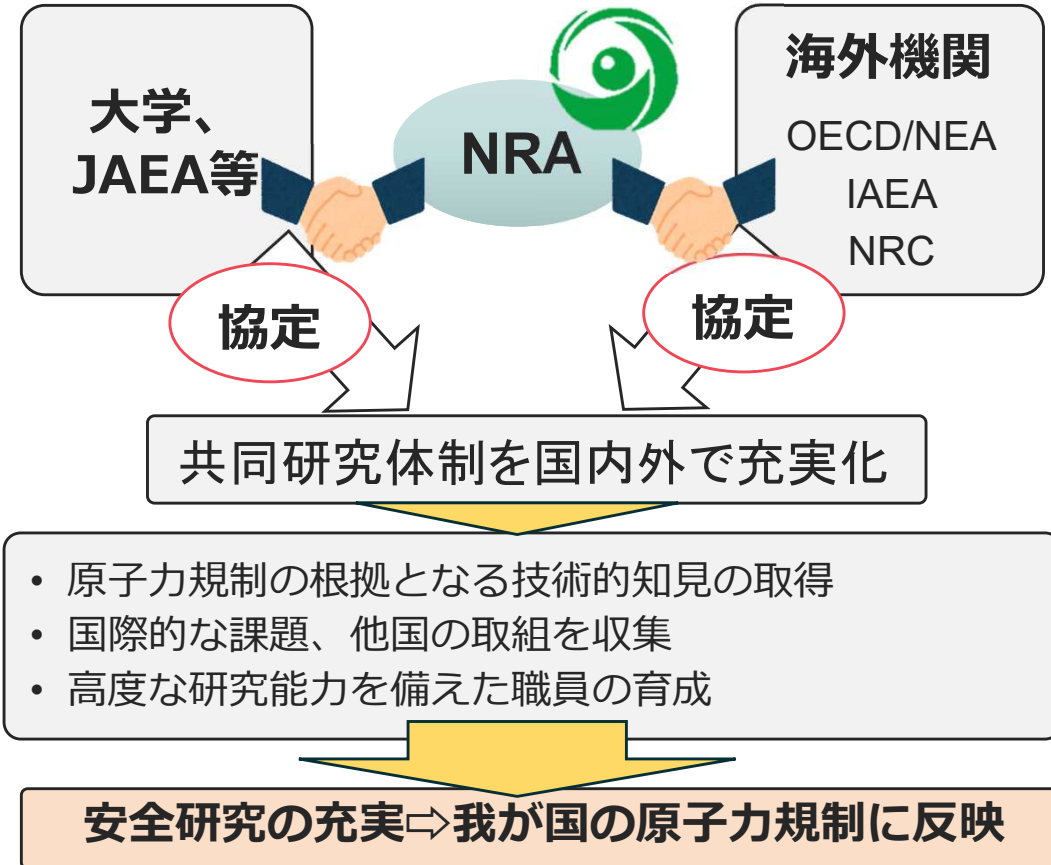 大学、
JAEA等
NRA
海外機関
OECD/NEA
IAEA
NRC
協定
協定
共同研究体制を国内外で充実化
• 原子力規制の根拠となる技術的知見の取得
• 国際的な課題、他国の取組を収集
• 高度な研究能力を備えた職員の育成
安全研究の充実⇨我が国の原子力規制に反映